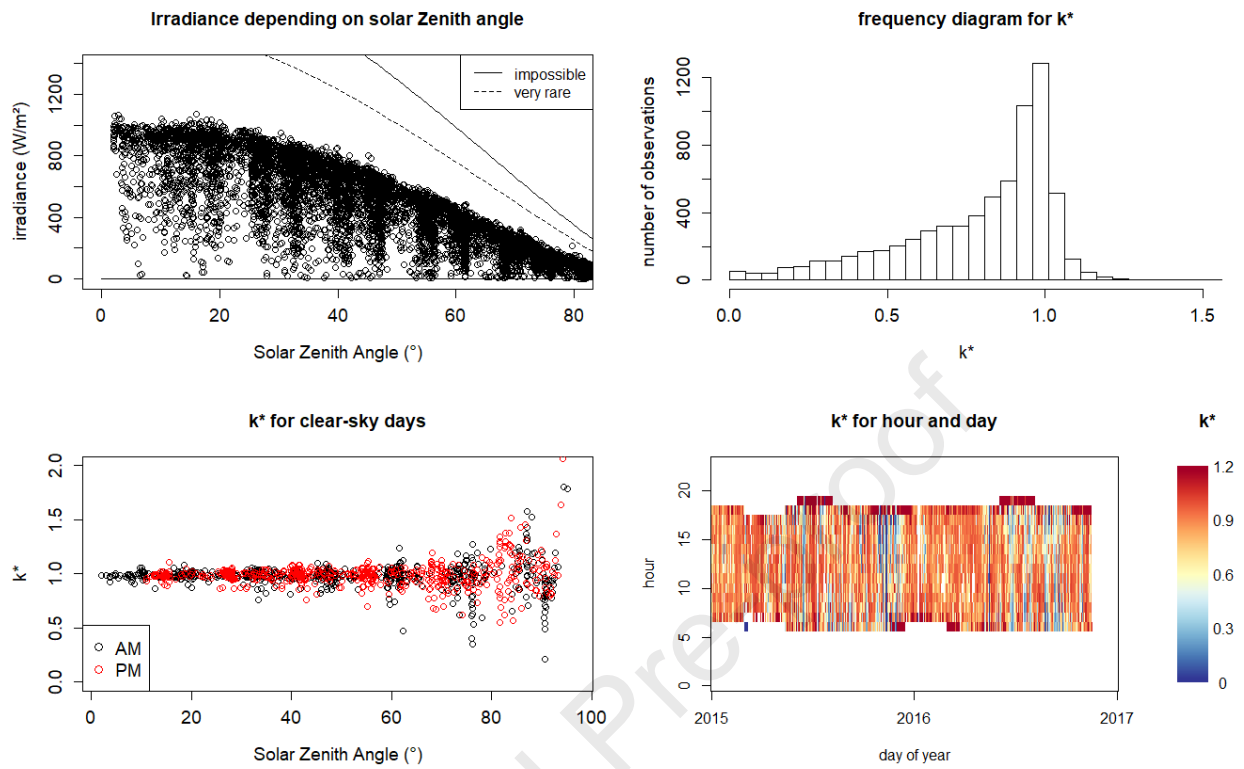 Irradiance depending on solar Zenith angle
irradiance (W/m²)
1200
800
400
0
impossible
very rare
0 20 40 60 80
Solar Zenith Angle (°)
frequency diagram for k*
number of observations
1200
800
400
0
0.0 0.5 1.0 1.5
k*
k* for clear-sky days
k*
2.0
1.5
1.0
0.5
0.0
AM
PM
0 20 40 60 80 100
Solar Zenith Angle (°)
k* for hour and day
hour
20
15
10
5
0
2015 2016 2017
day of year
k*
1.2
0.9
0.6
0.3
0
Pre-proof